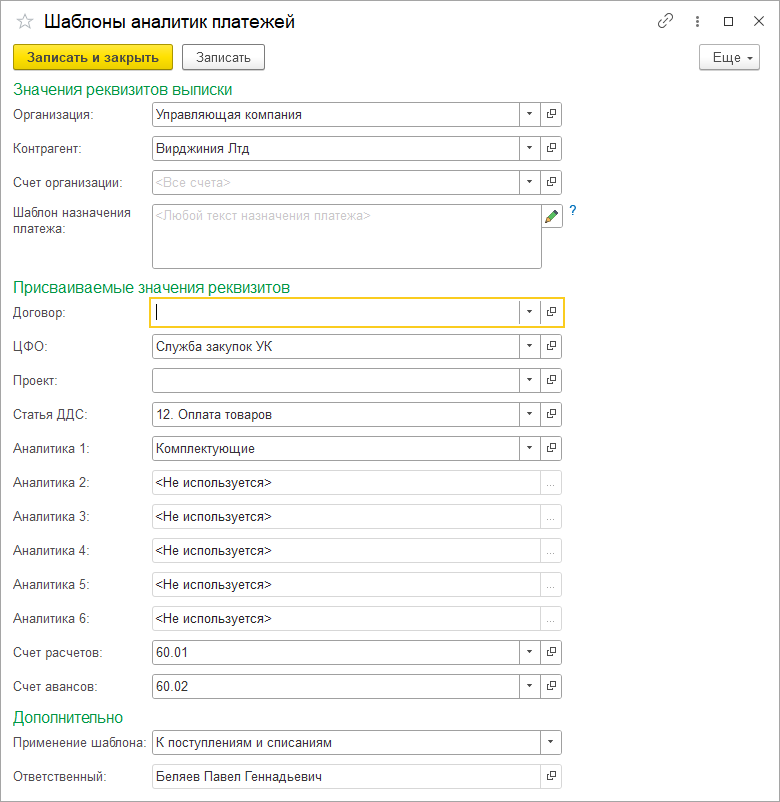 Шаблоны аналитик платежей
Записать и закрыть Записать Еще
Значения реквизитов выписки
Организация: Управляющая компания
Контрагент: Вирджиния Лтд
Счет организации: <Все счета>
Шаблон назначения платежа: <Любой текст назначения платежа> ?
Присваиваемые значения реквизитов
Договор:
ЦФО: Служба закупок УК
Проект:
Статья ДДС: 12. Оплата товаров
Аналитика 1: Комплектующие
Аналитика 2: <Не используется> ...
Аналитика 3: <Не используется> ...
Аналитика 4: <Не используется> ...
Аналитика 5: <Не используется> ...
Аналитика 6: <Не используется> ...
Счет расчетов: 60.01
Счет авансов: 60.02
Дополнительно
Применение шаблона: К поступлениям и списаниям
Ответственный: Беляев Павел Геннадьевич